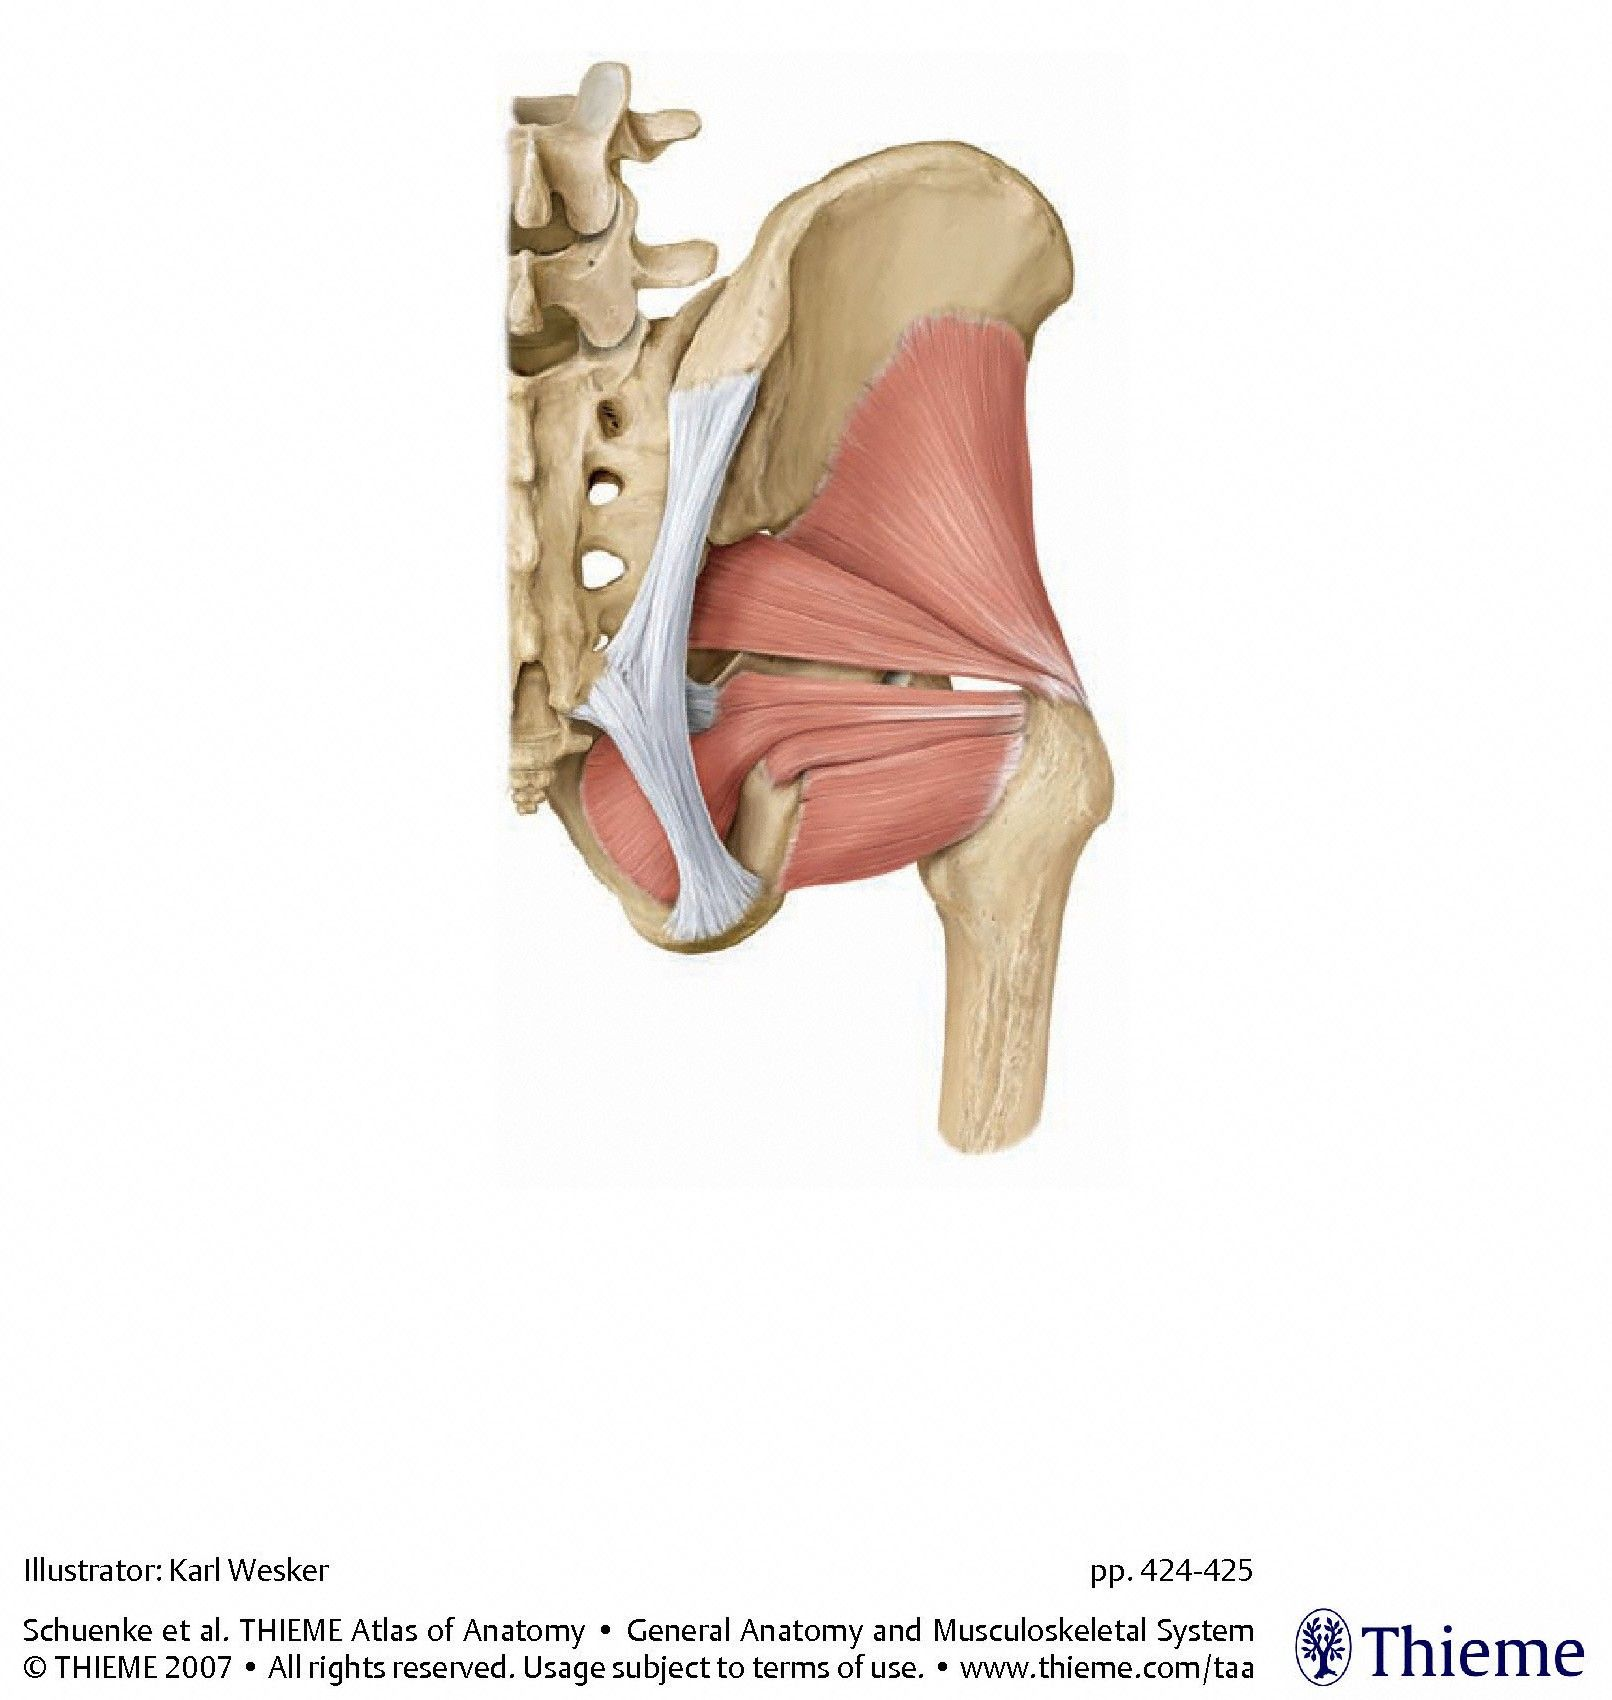 Illustrator: Karl Wesker
pp. 424-425
Schuenke et al. THIEME Atlas of Anatomy • General Anatomy and Musculoskeletal System
© THIEME 2007 • All rights reserved. Usage subject to terms of use. • www.thieme.com/taa
Thieme